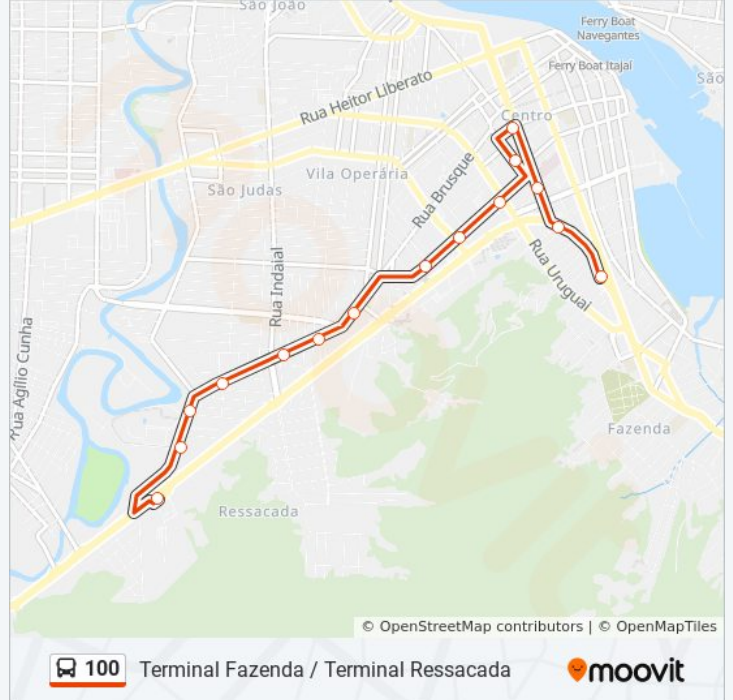 São João
Ferry Boat
Navegantes
Ferry Boat Itajaí
São
Rua Heitor Liberato
Centro
Vila Operária
São Judas
Rua Brusque
Rua Indaial
Rua Uruguai
Rua Agílio Cunha
Fazenda
Ressacada
© OpenStreetMap contributors | © OpenMapTiles
100 Terminal Fazenda / Terminal Ressacada
moovit